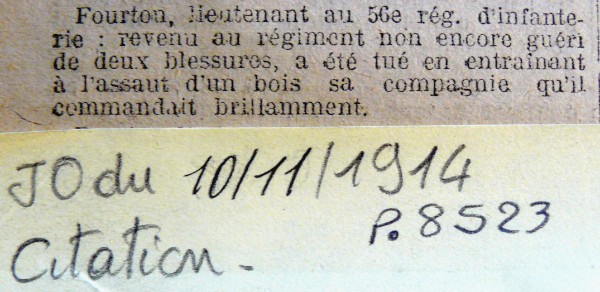 Fourton, lieutenant au 56e rég. d'infante-
rie : revenu au régiment non encore guéri
de deux blessures, a été tué en entraînant
à l'assaut d'un bois sa compagnie qu'il
commandait brillamment.
JO du 10/11/1914
P. 8523
Citation -